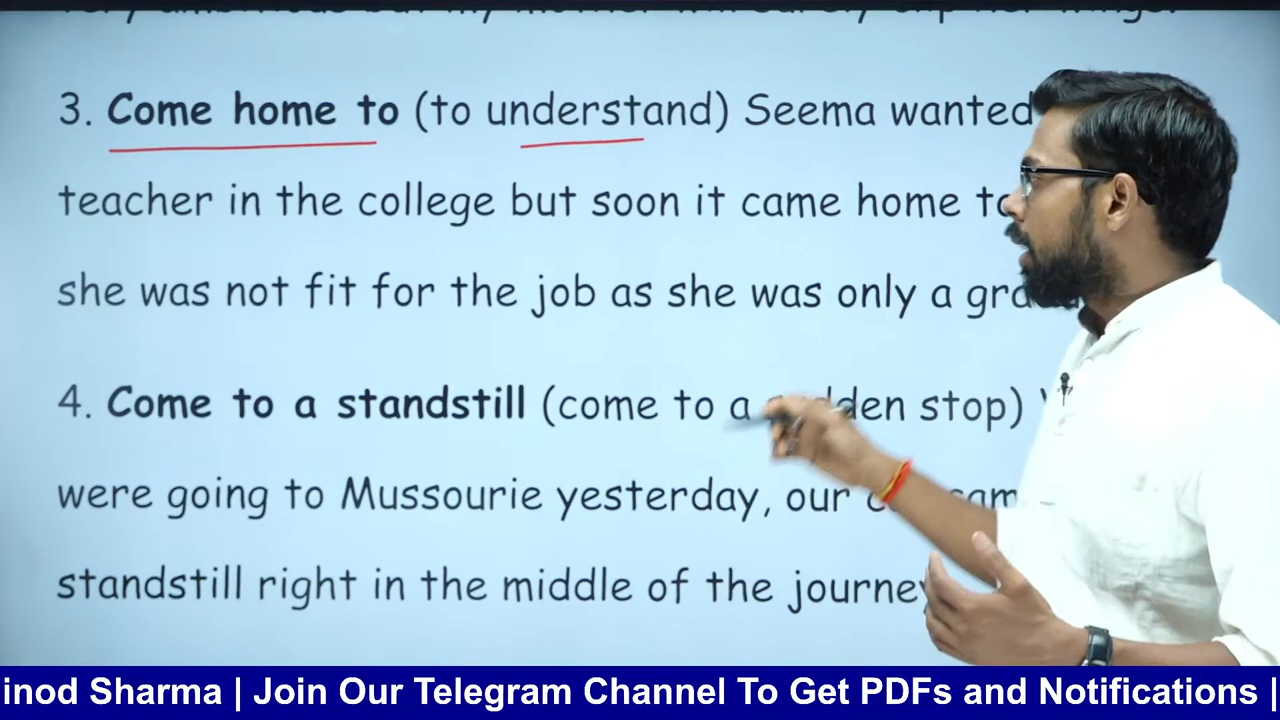 3. Come home to (to understand) Seema wanted
teacher in the college but soon it came home to
she was not fit for the job as she was only a
4. Come to a standstill (come to a sudden stop)
were going to Mussourie yesterday, our
standstill right in the middle of the journey
inod Sharma | Join Our Telegram Channel To Get PDFs and Notifications |